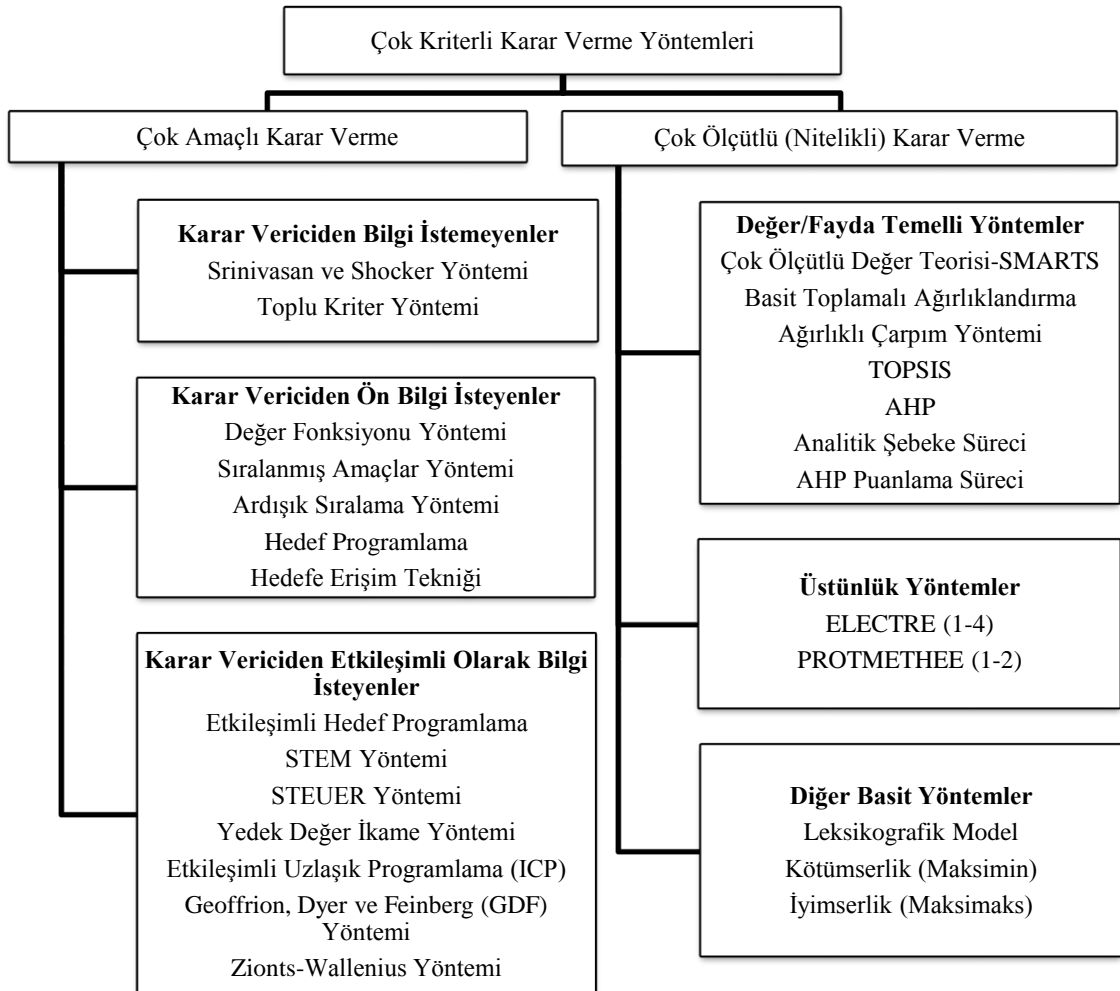 Çok Kriterli Karar Verme Yöntemleri
Çok Amaçlı Karar Verme
Karar Vericiden Bilgi İstemeyenler
Srinivasan ve Shocker Yöntemi
Toplu Kriter Yöntemi
Karar Vericiden Ön Bilgi İsteyenler
Değer Fonksiyonu Yöntemi
Sıralanmış Amaçlar Yöntemi
Ardışık Sıralama Yöntemi
Hedef Programlama
Hedefe Erişim Tekniği
Karar Vericiden Etkileşimli Olarak Bilgi
İsteyenler
Etkileşimli Hedef Programlama
STEM Yöntemi
STEUER Yöntemi
Yedek Değer İkame Yöntemi
Etkileşimli Uzlaşık Programlama (ICP)
Geoffrion, Dyer ve Feinberg (GDF)
Yöntemi
Zionts-Wallenius Yöntemi
Çok Ölçütlü (Nitelikli) Karar Verme
Değer/Fayda Temelli Yöntemler
Çok Ölçütlü Değer Teorisi-SMARTS
Basit Toplamalı Ağırlıklandırma
Ağırlıklı Çarpım Yöntemi
TOPSIS
AHP
Analitik Şebeke Süreci
AHP Puanlama Süreci
Üstünlük Yöntemler
ELECTRE (1-4)
PROTMETHEE (1-2)
Diğer Basit Yöntemler
Leksikografik Model
Kötümserlik (Maksimin)
İyimserlik (Maksimaks)